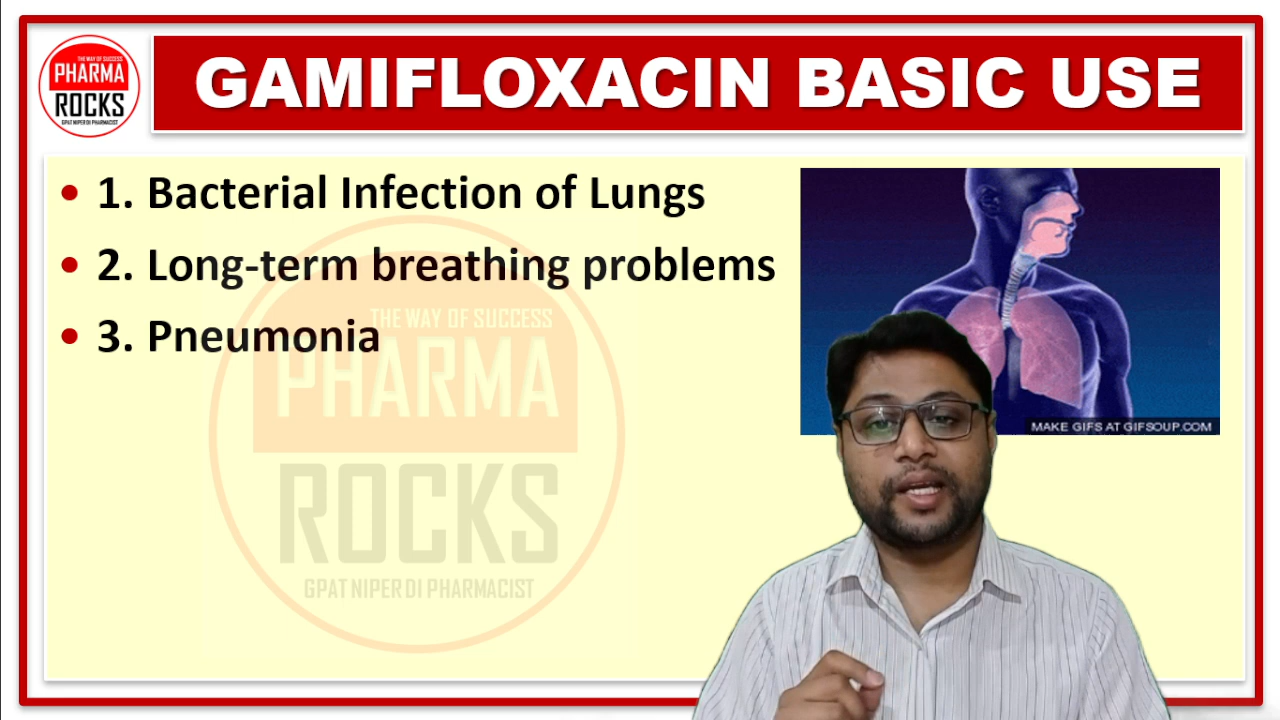 THE WAY OF SUCCESS
PHARMA
ROCKS
GPAT NIPER DI PHARMACIST
GAMIFLOXACIN BASIC USE
• 1. Bacterial Infection of Lungs
• 2. Long-term breathing problems
• 3. Pneumonia
THE WAY OF SUCCESS
PHARMA
ROCKS
GPAT NIPER DI PHARMACIST
MAKE GIFS AT GIFSOUP.COM